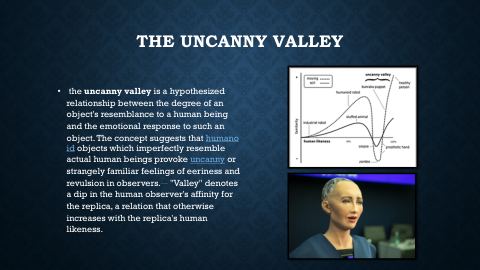 THE UNCANNY VALLEY
• the uncanny valley is a hypothesized
relationship between the degree of an
object's resemblance to a human being
and the emotional response to such an
object. The concept suggests that humano
id objects which imperfectly resemble
actual human beings provoke uncanny or
strangely familiar feelings of eeriness and
revulsion in observers. "Valley" denotes
a dip in the human observer's affinity for
the replica, a relation that otherwise
increases with the replica's human
likeness.
uncanny valley
moving
still
healthy
person
bunraku puppet
humanoid robot
stuffed animal
industrial robot
familiarity
human likeness
50%
100%
corpse
prosthetic hand
zombie